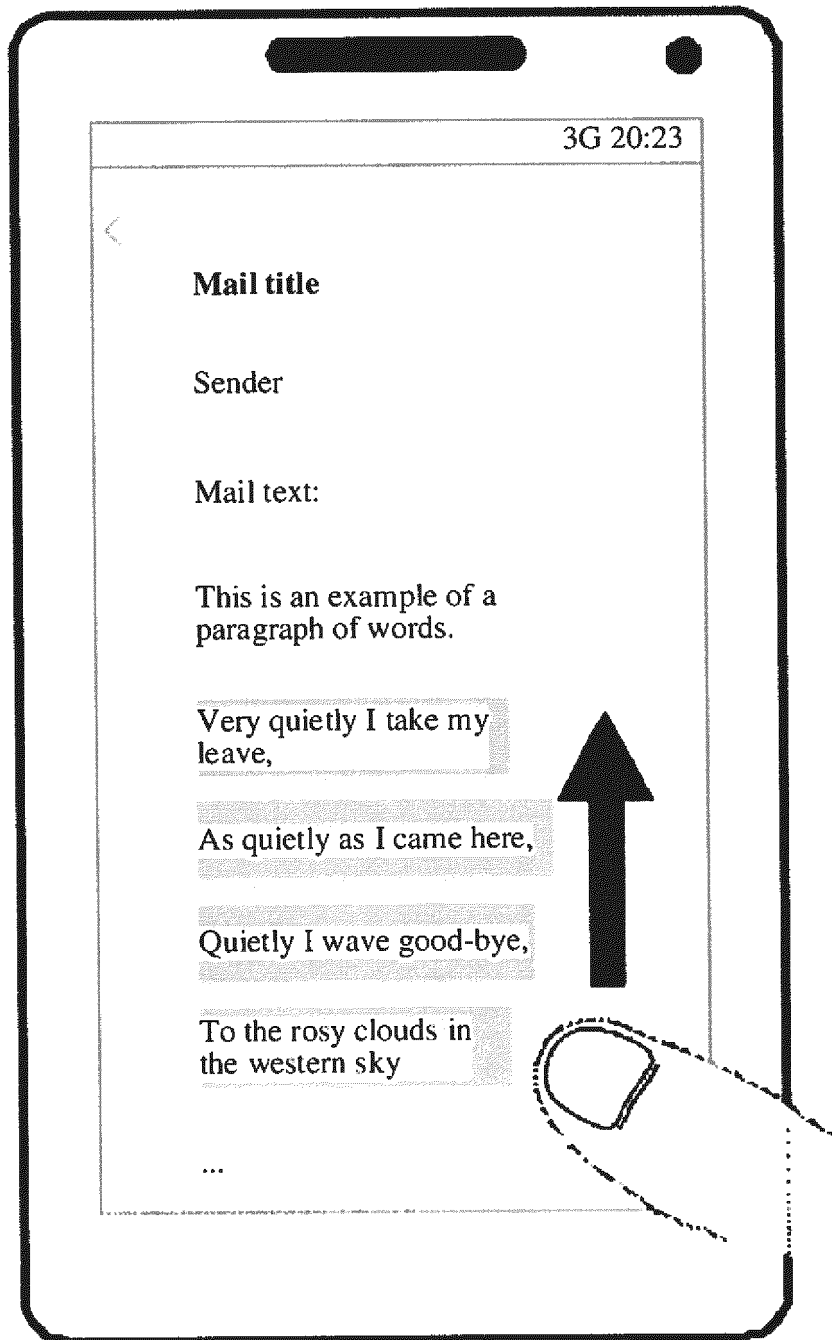 3G 20:23
<
Mail title
Sender
Mail text:
This is an example of a
paragraph of words.
Very quietly I take my
leave,
As quietly as I came here,
Quietly I wave good-bye,
To the rosy clouds in
the western sky
...